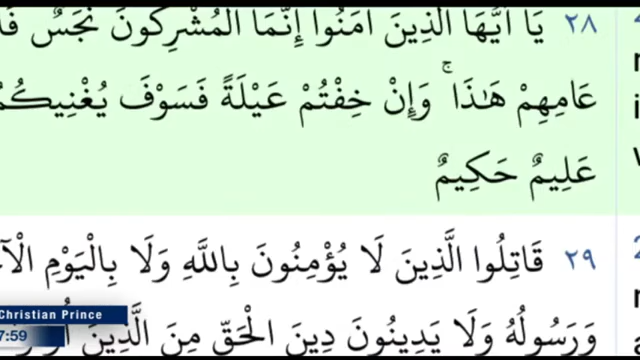 ٢٨ يَا أَيُّهَا الَّذِينَ آمَنُوا إِنَّمَا الْمُشْرِكُونَ نَجَسٌ
عَامِهِمْ هَٰذَا ۚ وَإِنْ خِفْتُمْ عَيْلَةً فَسَوْفَ يُغْنِيكُمُ
عَلِيمٌ حَكِيمٌ
٢٩ قَاتِلُوا الَّذِينَ لَا يُؤْمِنُونَ بِاللَّهِ وَلَا بِالْيَوْمِ
وَرَسُولُهُ وَلَا يَدِينُونَ دِينَ الْحَقِّ مِنَ الَّذِينَ
Christian Prince
7:59